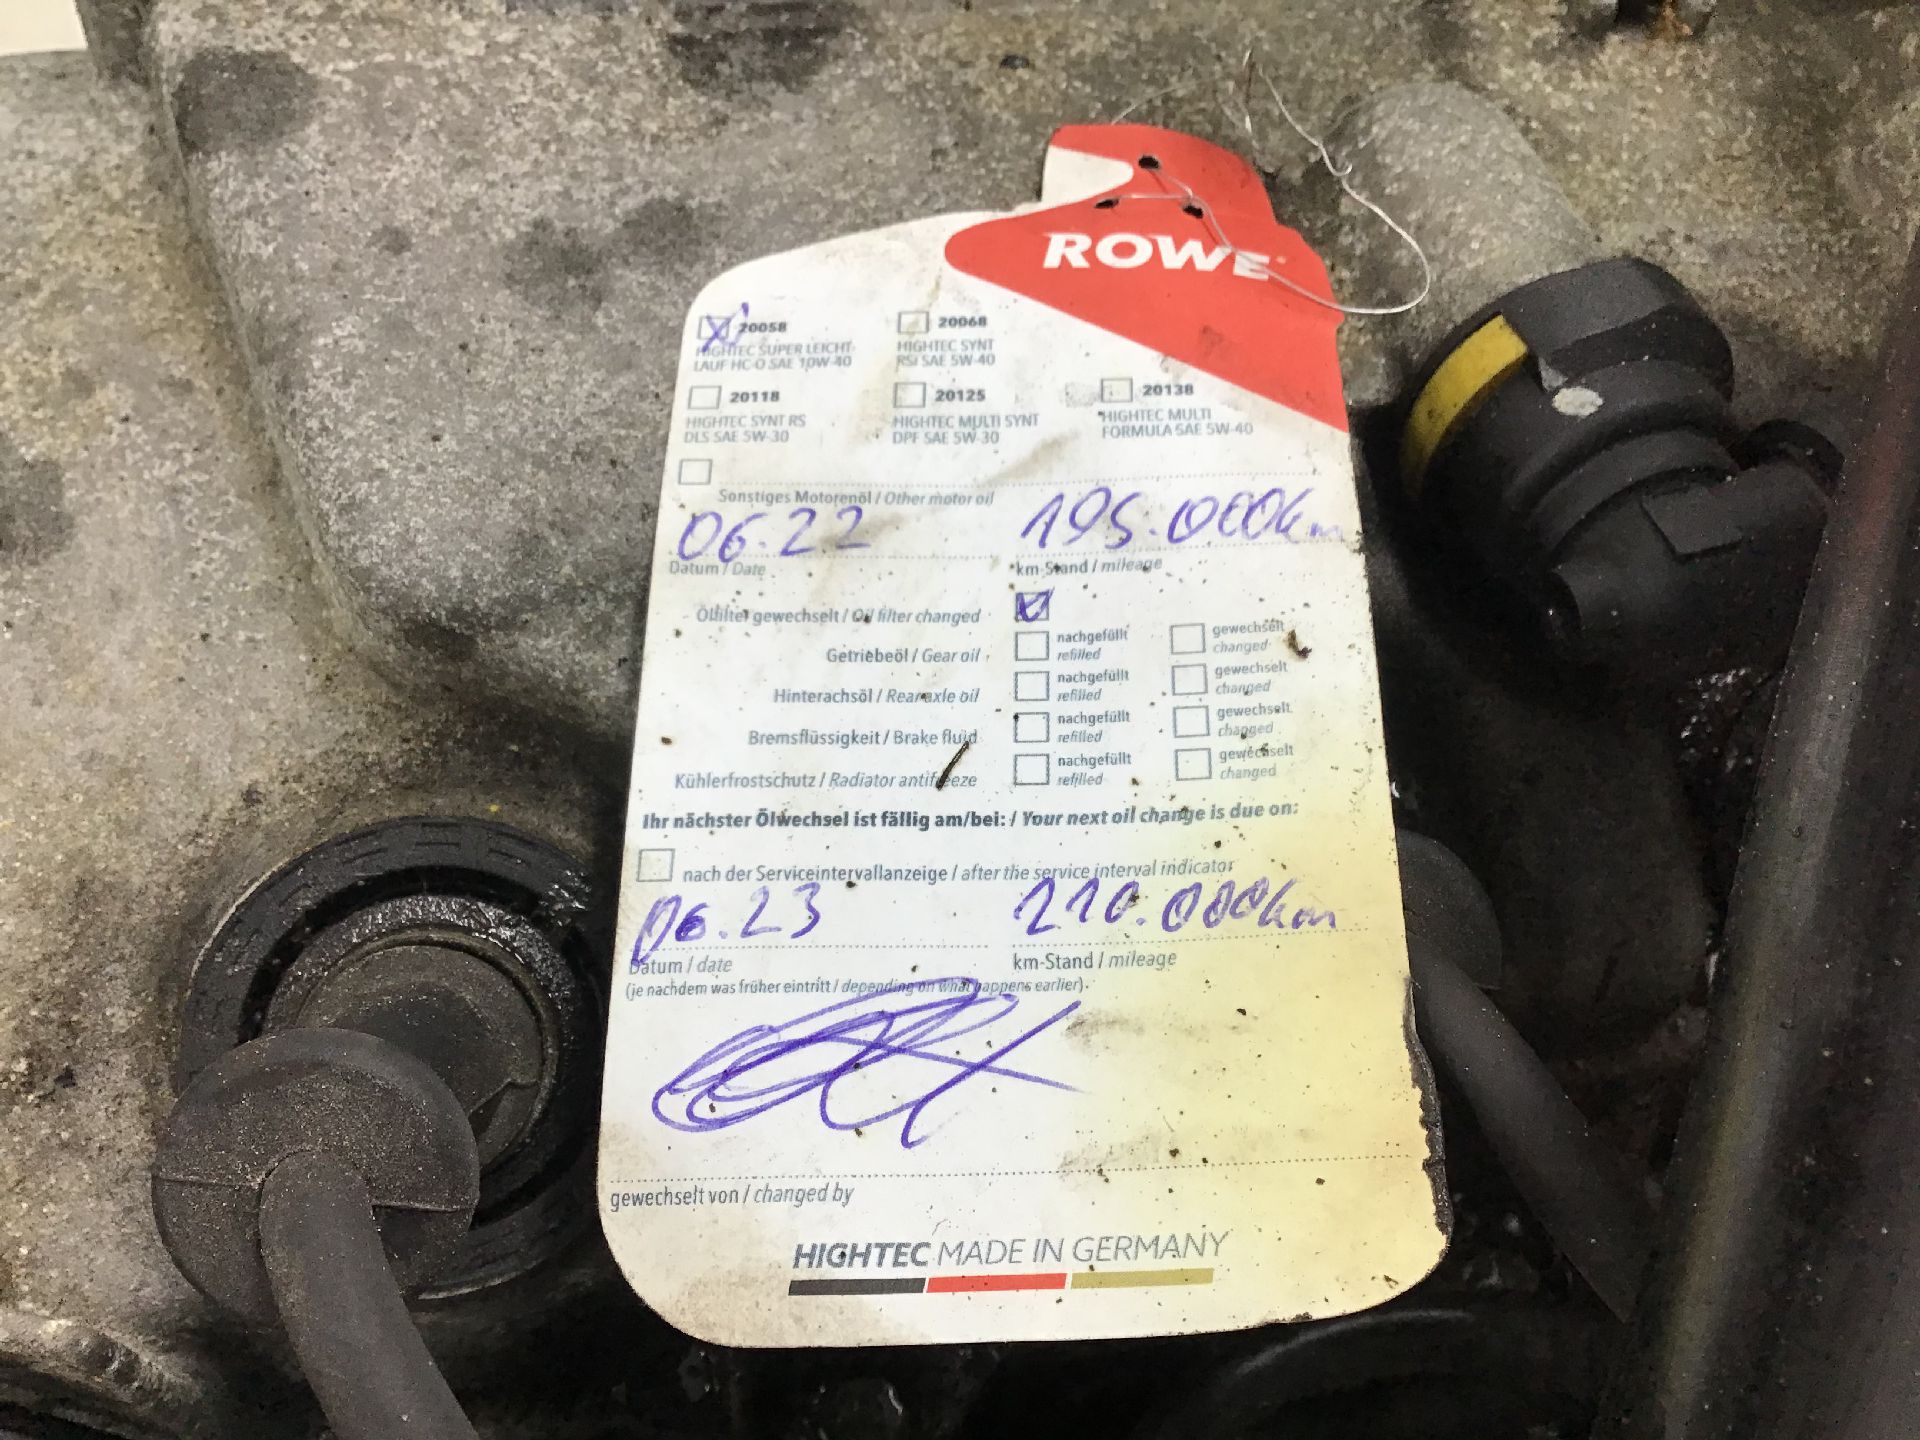 ROWE
20058
HIGHTEC SUPER LEICHT-
LAUF HC-O SAE 10W-40
20068
HIGHTEC SYNT
RSI SAE 5W-40
20118
HIGHTEC SYNT RS
DLS SAE 5W-30
20125
HIGHTEC MULTI SYNT
DPF SAE 5W-30
20138
HIGHTEC MULTI
FORMULA SAE 5W-40
Sonstiges Motorenöl / Other motor oil
06.22 195.000km
Datum / Date km-Stand / mileage
Ölfilter gewechselt / Oil filter changed
Getriebeöl / Gear oil nachgefüllt gewechselt
refilled changed
Hinterachsöl / Rear axle oil nachgefüllt gewechselt
refilled changed
Bremsflüssigkeit / Brake fluid nachgefüllt gewechselt
refilled changed
Kühlerfrostschutz / Radiator antifreeze nachgefüllt gewechselt
refilled changed
Ihr nächster Ölwechsel ist fällig am/bei: / Your next oil change is due on:
nach der Serviceintervallanzeige / after the service interval indicator
06.23 210.000km
Datum / date km-Stand / mileage
(je nachdem was früher eintritt / depending on what happens earlier).
gewechselt von / changed by
HIGHTEC MADE IN GERMANY